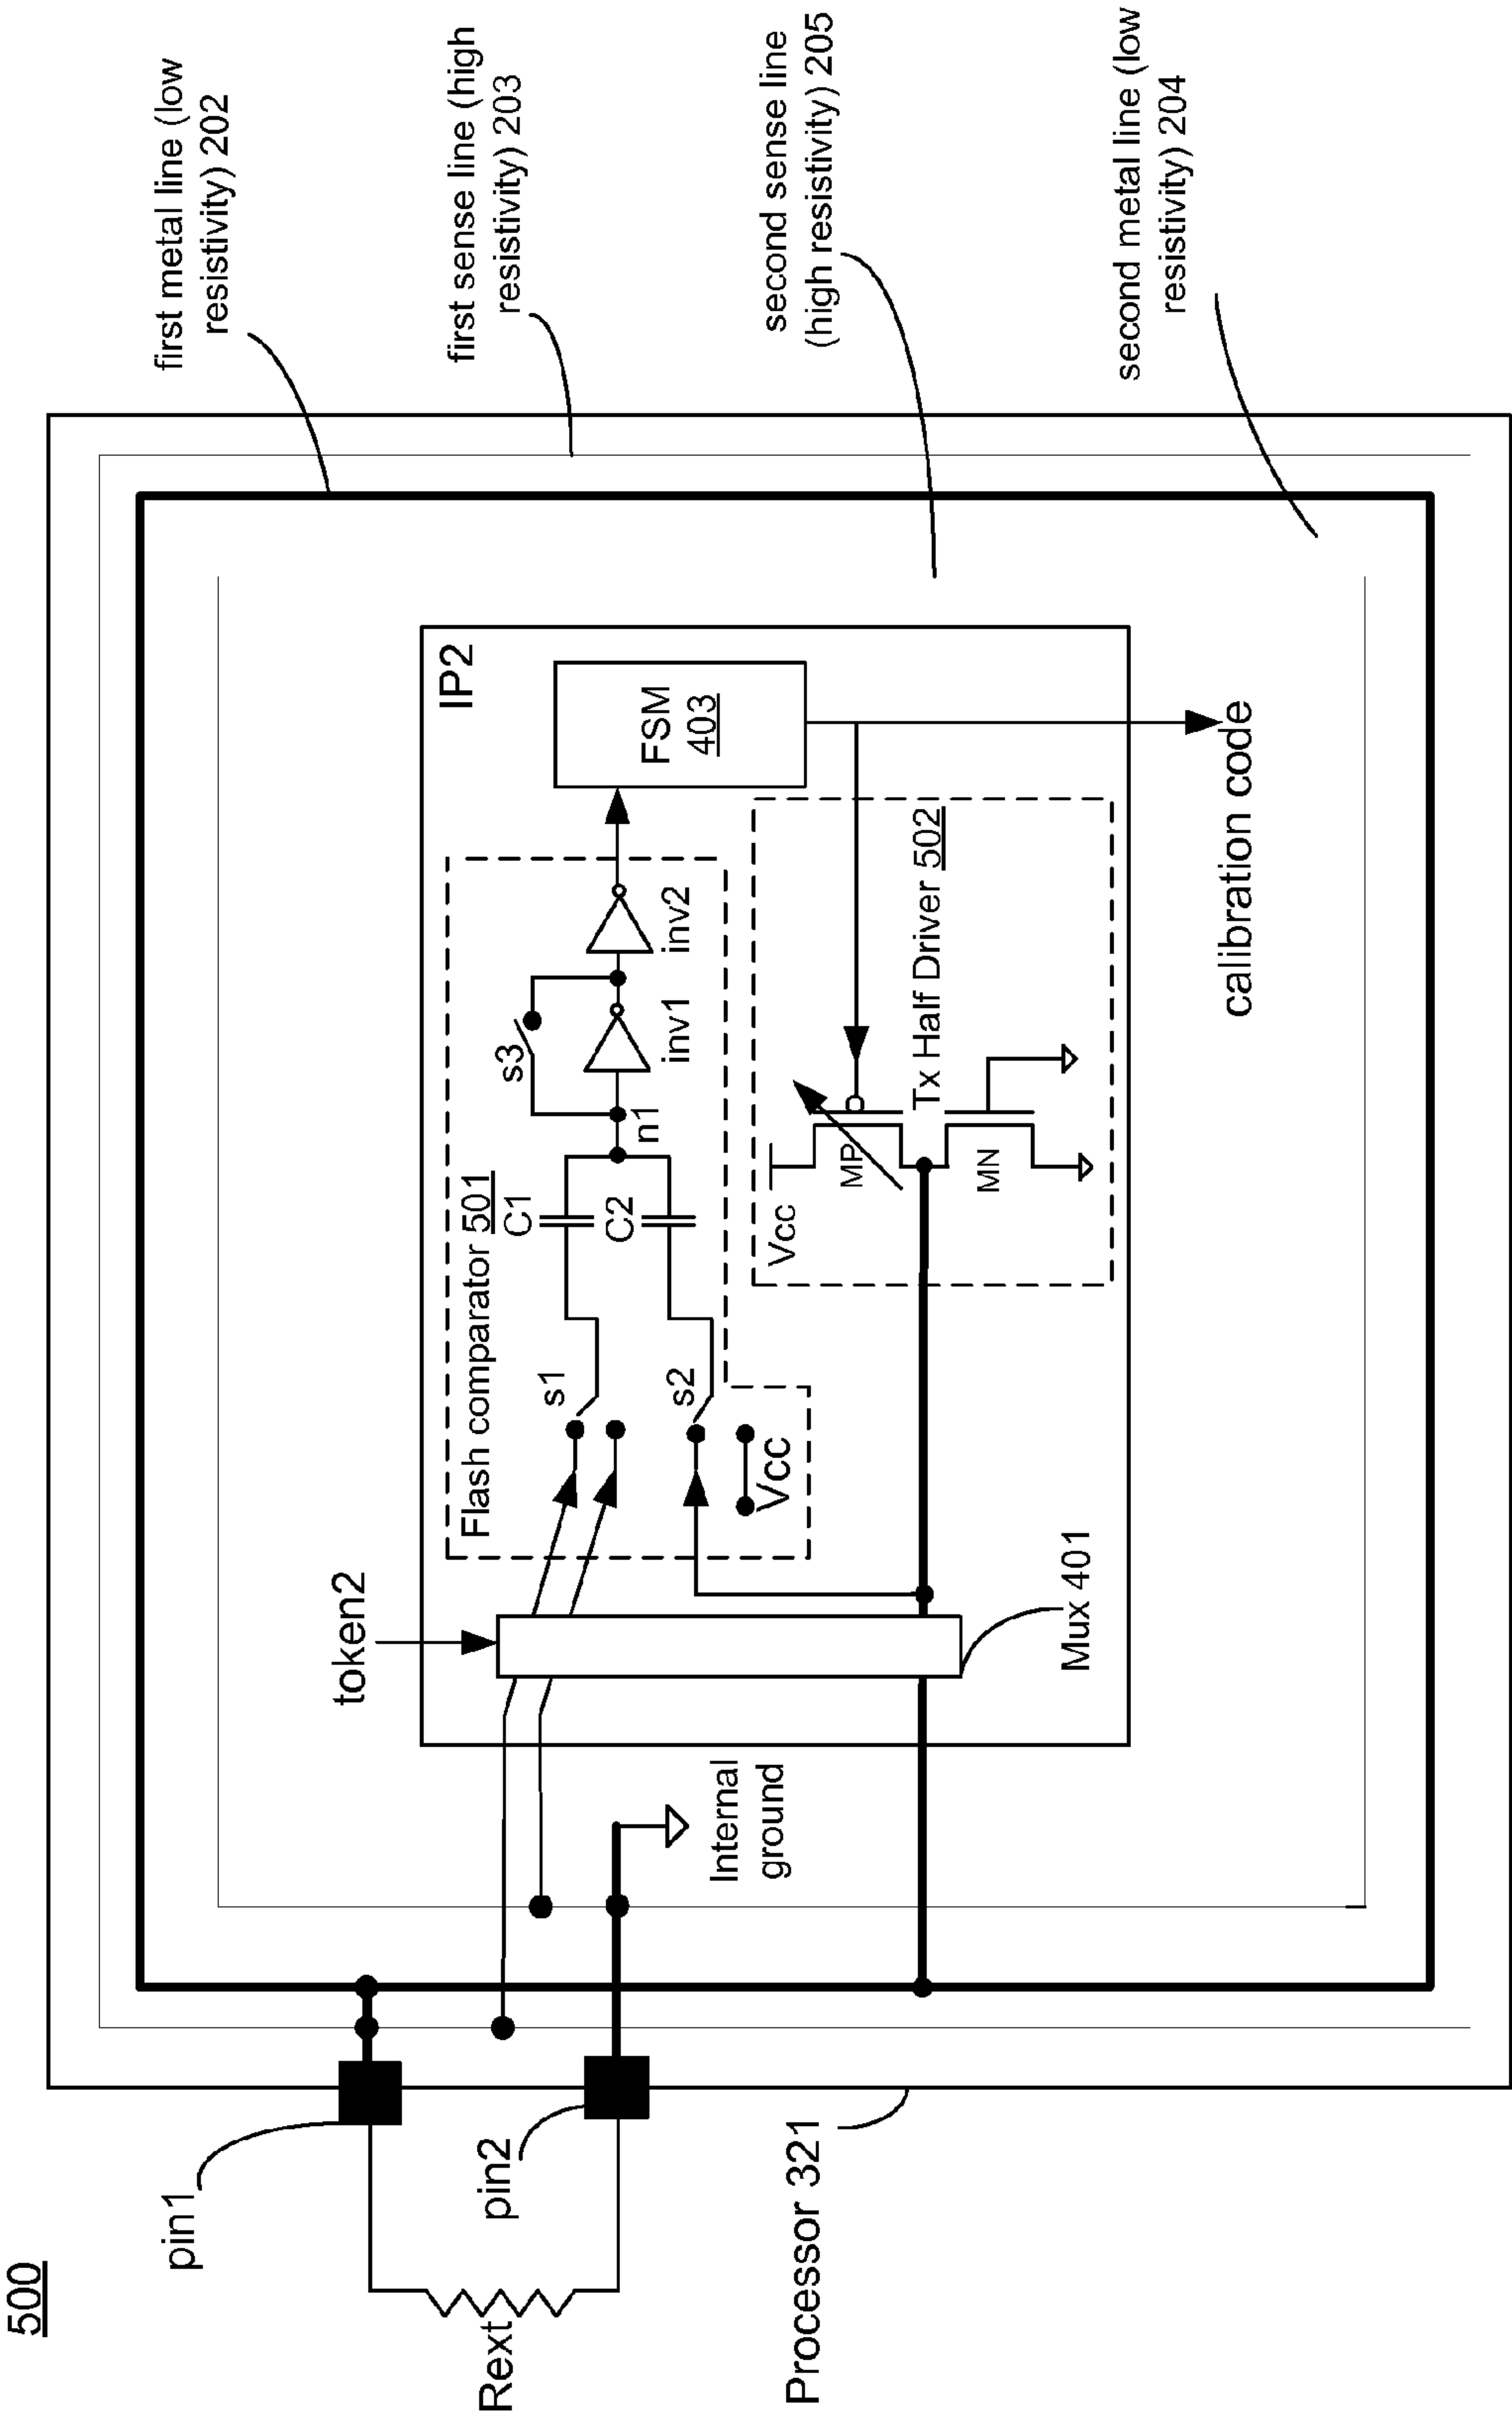 500
first metal line (low
resistivity) 202
first sense line (high
resistivity) 203
second sense line
(high resistivity) 205
second metal line (low
resistivity) 204
pin1
Rext
pin2
Processor 321
token2
Internal
ground
IP2
Flash comparator 501
s1
C1
s2
C2
Vcc
n1
s3
inv1
inv2
FSM
403
Mux 401
Vcc
MP
MN
Tx Half Driver 502
calibration code